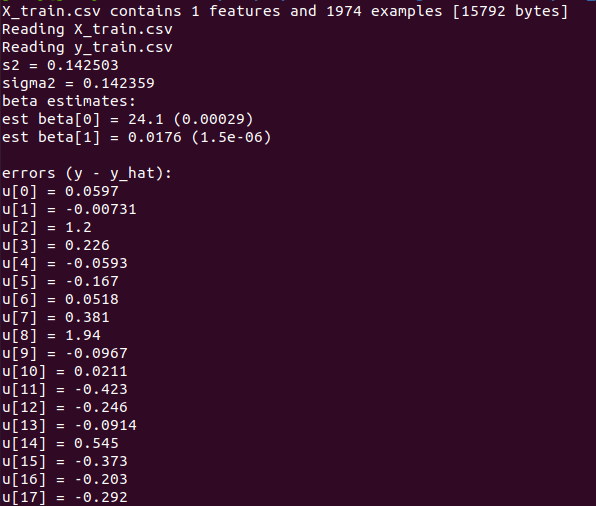 X_train.csv contains 1 features and 1974 examples [15792 bytes]
Reading X_train.csv
Reading y_train.csv
s2 = 0.142503
sigma2 = 0.142359
beta estimates:
est beta[0] = 24.1 (0.00029)
est beta[1] = 0.0176 (1.5e-06)
errors (y - y_hat):
u[0] = 0.0597
u[1] = -0.00731
u[2] = 1.2
u[3] = 0.226
u[4] = -0.0593
u[5] = -0.167
u[6] = 0.0518
u[7] = 0.381
u[8] = 1.94
u[9] = -0.0967
u[10] = 0.0211
u[11] = -0.423
u[12] = -0.246
u[13] = -0.0914
u[14] = 0.545
u[15] = -0.373
u[16] = -0.203
u[17] = -0.292